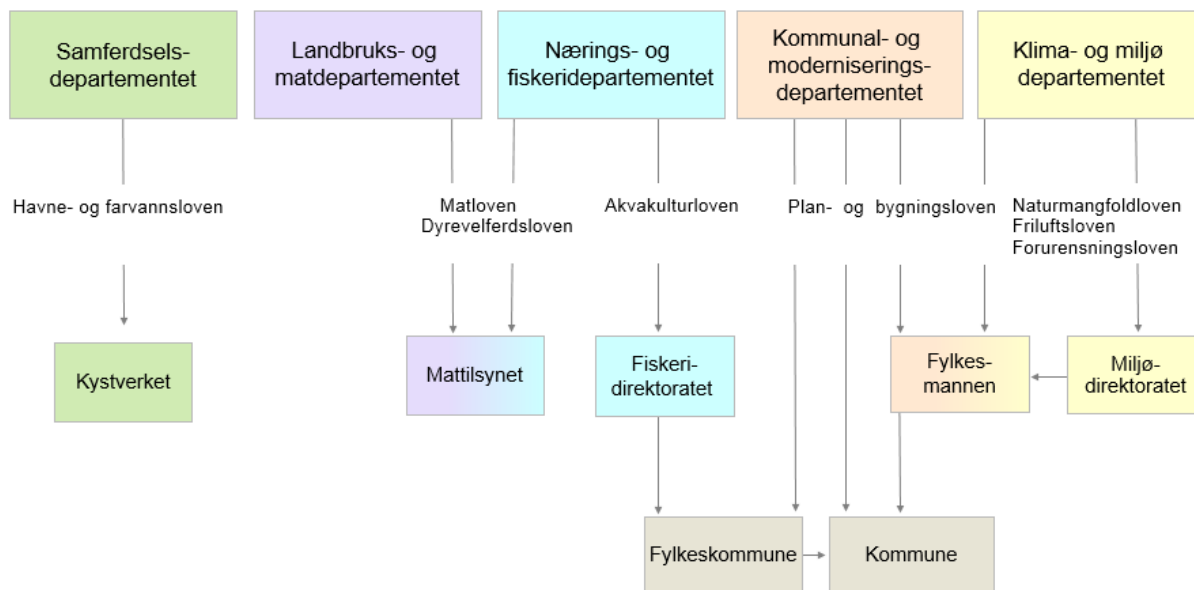 Samferdsels-
departementet
Landbruks- og
matdepartementet
Nærings- og
fiskeridepartementet
Kommunal- og
moderniserings-
departementet
Klima- og miljø
departementet
Havne- og farvannsloven
Matloven
Dyrevelferdsloven
Akvakulturloven
Plan- og bygningsloven
Naturmangfoldloven
Friluftsloven
Forurensningsloven
Kystverket
Mattilsynet
Fiskeri-
direktoratet
Fylkes-
mannen
Miljø-
direktoratet
Fylkeskommune
Kommune